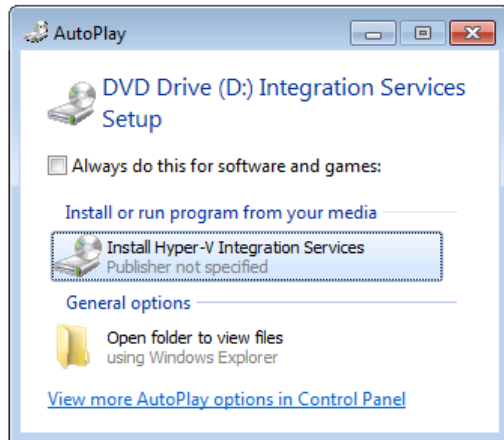 AutoPlay
DVD Drive (D:) Integration Services
Setup
Always do this for software and games:
Install or run program from your media
Install Hyper-V Integration Services
Publisher not specified
General options
Open folder to view files
using Windows Explorer
View more AutoPlay options in Control Panel